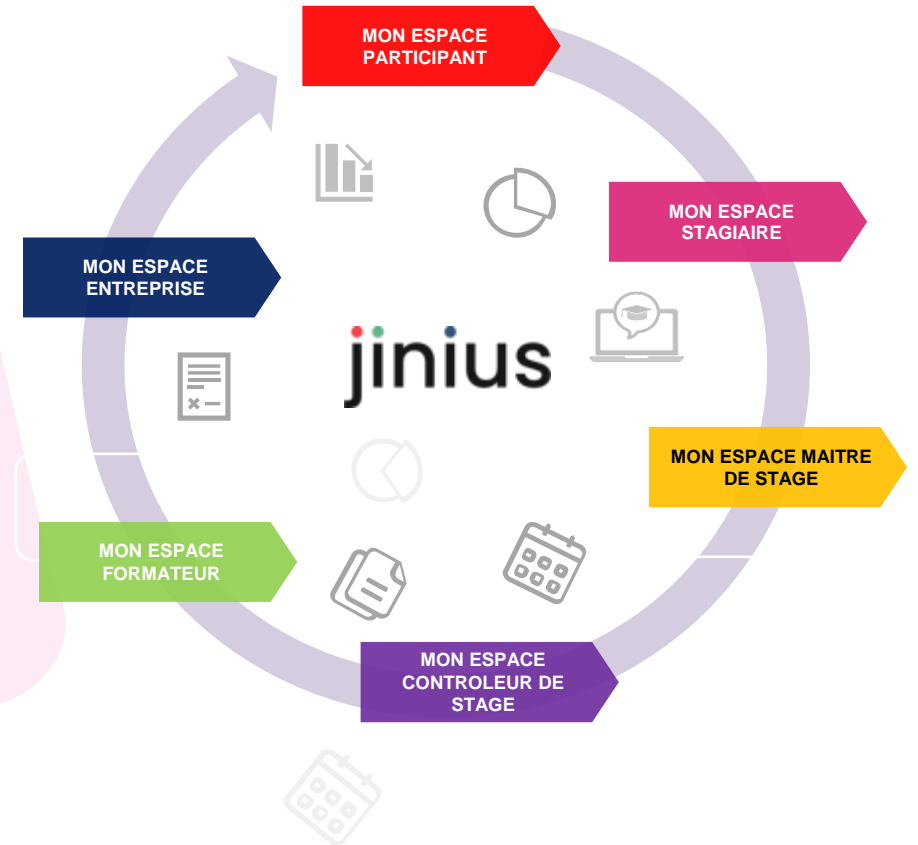 MON ESPACE
PARTICIPANT
MON ESPACE
STAGIAIRE
MON ESPACE
ENTREPRISE
jinius
MON ESPACE MAITRE
DE STAGE
MON ESPACE
FORMATEUR
MON ESPACE
CONTROLEUR DE
STAGE